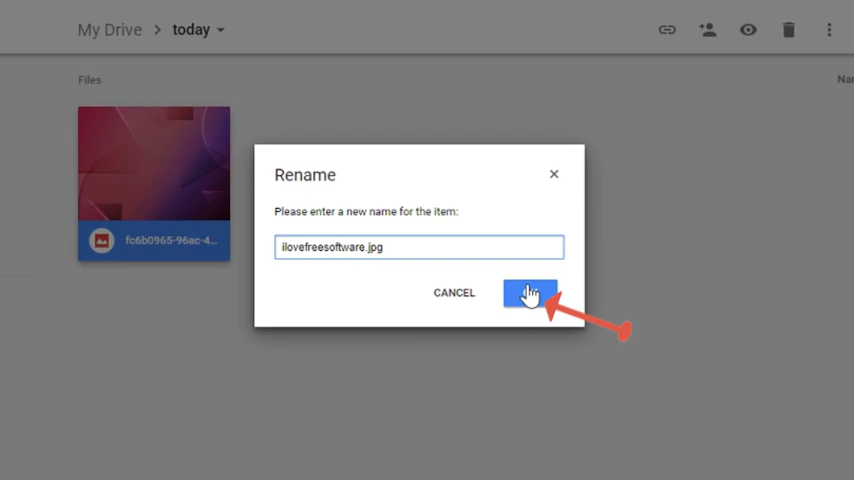 My Drive > today
Files
Nar
fc6b0965-96ac-4...
Rename
Please enter a new name for the item:
ilovefreesoftware.jpg
CANCEL